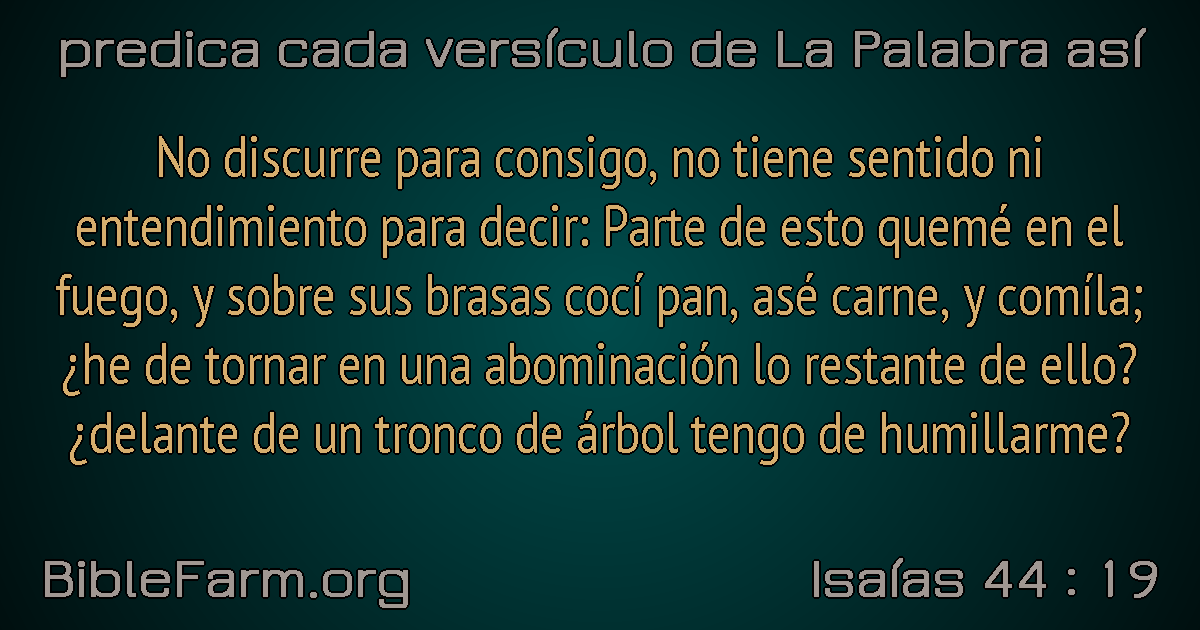 predica cada versículo de La Palabra así
No discurre para consigo, no tiene sentido ni
entendimiento para decir: Parte de esto quemé en el
fuego, y sobre sus brasas cocí pan, asé carne, y comíla;
¿he de tornar en una abominación lo restante de ello?
¿delante de un tronco de árbol tengo de humillarme?
BibleFarm.org
Isaías 44 : 19